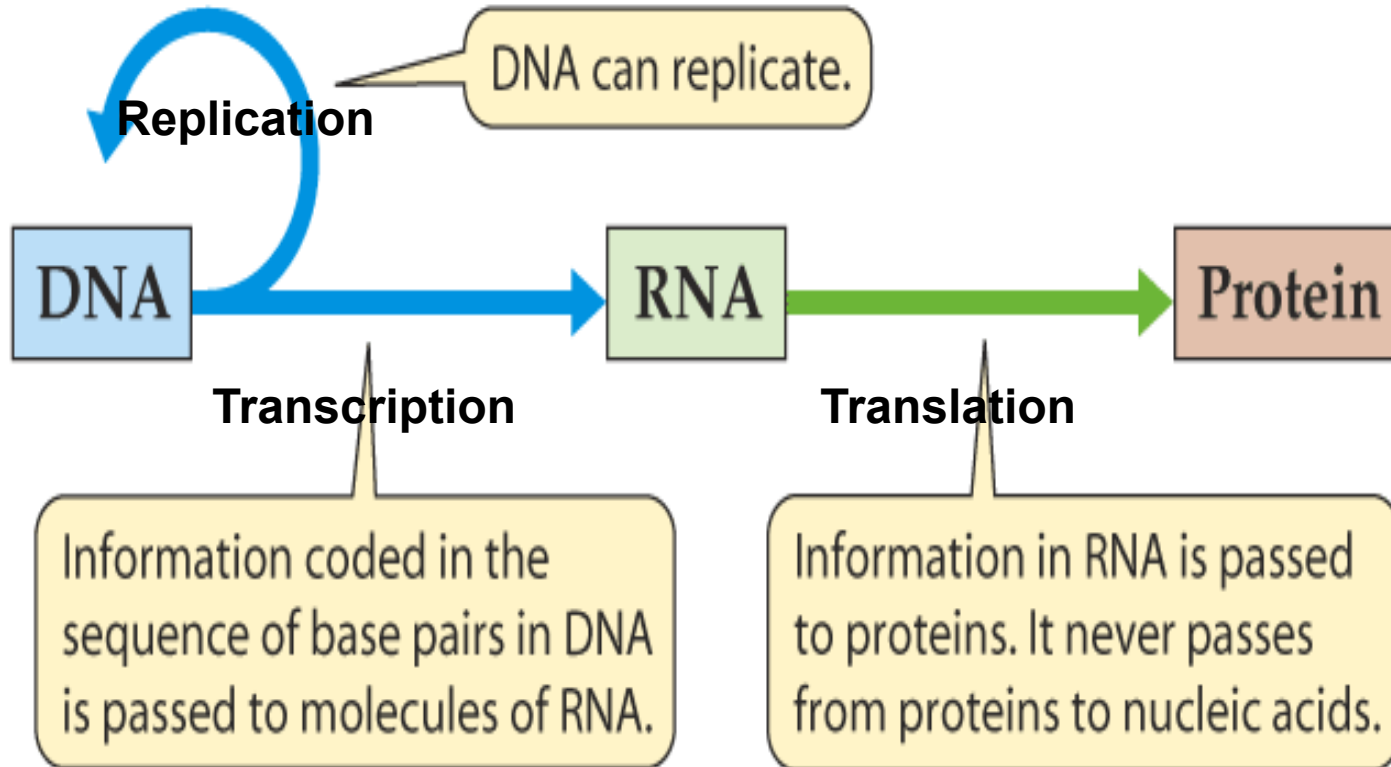 DNA can replicate.
Replication
DNA
RNA
Protein
Transcription
Translation
Information coded in the
sequence of base pairs in DNA
is passed to molecules of RNA.
Information in RNA is passed
to proteins. It never passes
from proteins to nucleic acids.